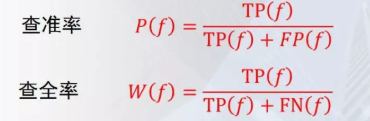 查准率 P(f) = TP(f) / (TP(f) + FP(f))
查全率 W(f) = TP(f) / (TP(f) + FN(f))